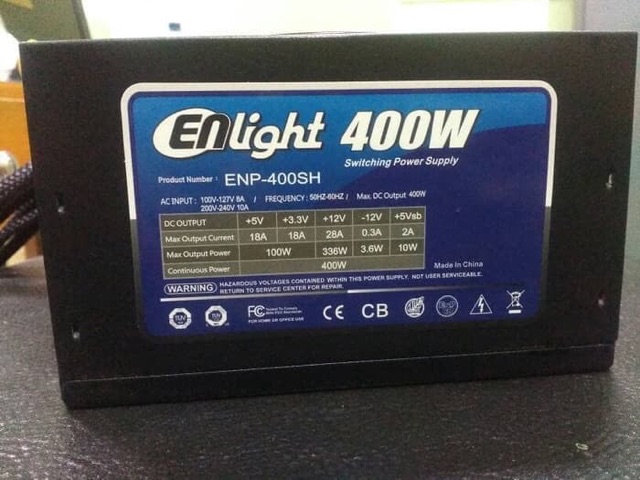 Enlight 400W
Switching Power Supply
Product Number : ENP-400SH
AC INPUT : 100V-127V 8A / FREQUENCY : 50HZ-60HZ / Max. DC Output 400W
200V-240V 10A
DC OUTPUT +5V +3.3V +12V -12V +5Vsb
Max Output Current 18A 18A 28A 0.3A 2A
Max Output Power 100W 336W 3.6W 10W
Continuous Power 400W
Made In China
WARNING HAZARDOUS VOLTAGES CONTAINED WITHIN THIS POWER SUPPLY, NOT USER SERVICEABLE.
RETURN TO SERVICE CENTER FOR REPAIR.
TUV TUV FC CE CB
FOR HOME OR OFFICE USE